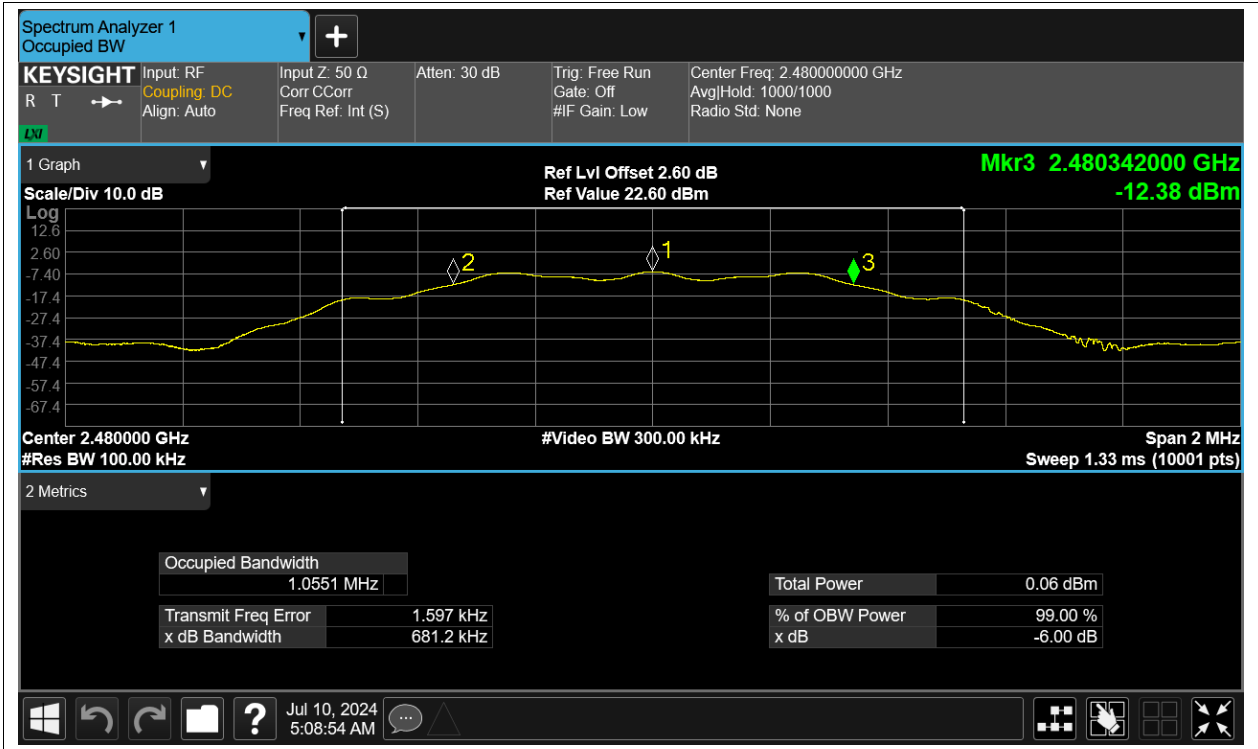 Spectrum Analyzer 1
Occupied BW
KEYSIGHT
R T
LXI
Input: RF
Coupling: DC
Align: Auto
Input Z: 50 Ω
Corr CCorr
Freq Ref: Int (S)
Atten: 30 dB
Trig: Free Run
Gate: Off
#IF Gain: Low
Center Freq: 2.480000000 GHz
Avg|Hold: 1000/1000
Radio Std: None
1 Graph
Scale/Div 10.0 dB
Ref Lvl Offset 2.60 dB
Ref Value 22.60 dBm
Mkr3 2.480342000 GHz
-12.38 dBm
Log
12.6
2.60
-7.40
-17.4
-27.4
-37.4
-47.4
-57.4
-67.4
2
1
3
Center 2.480000 GHz
#Res BW 100.00 kHz
#Video BW 300.00 kHz
Span 2 MHz
Sweep 1.33 ms (10001 pts)
2 Metrics
Occupied Bandwidth
1.0551 MHz
Transmit Freq Error 1.597 kHz
x dB Bandwidth 681.2 kHz
Total Power 0.06 dBm
% of OBW Power 99.00 %
x dB -6.00 dB
?
Jul 10, 2024
5:08:54 AM